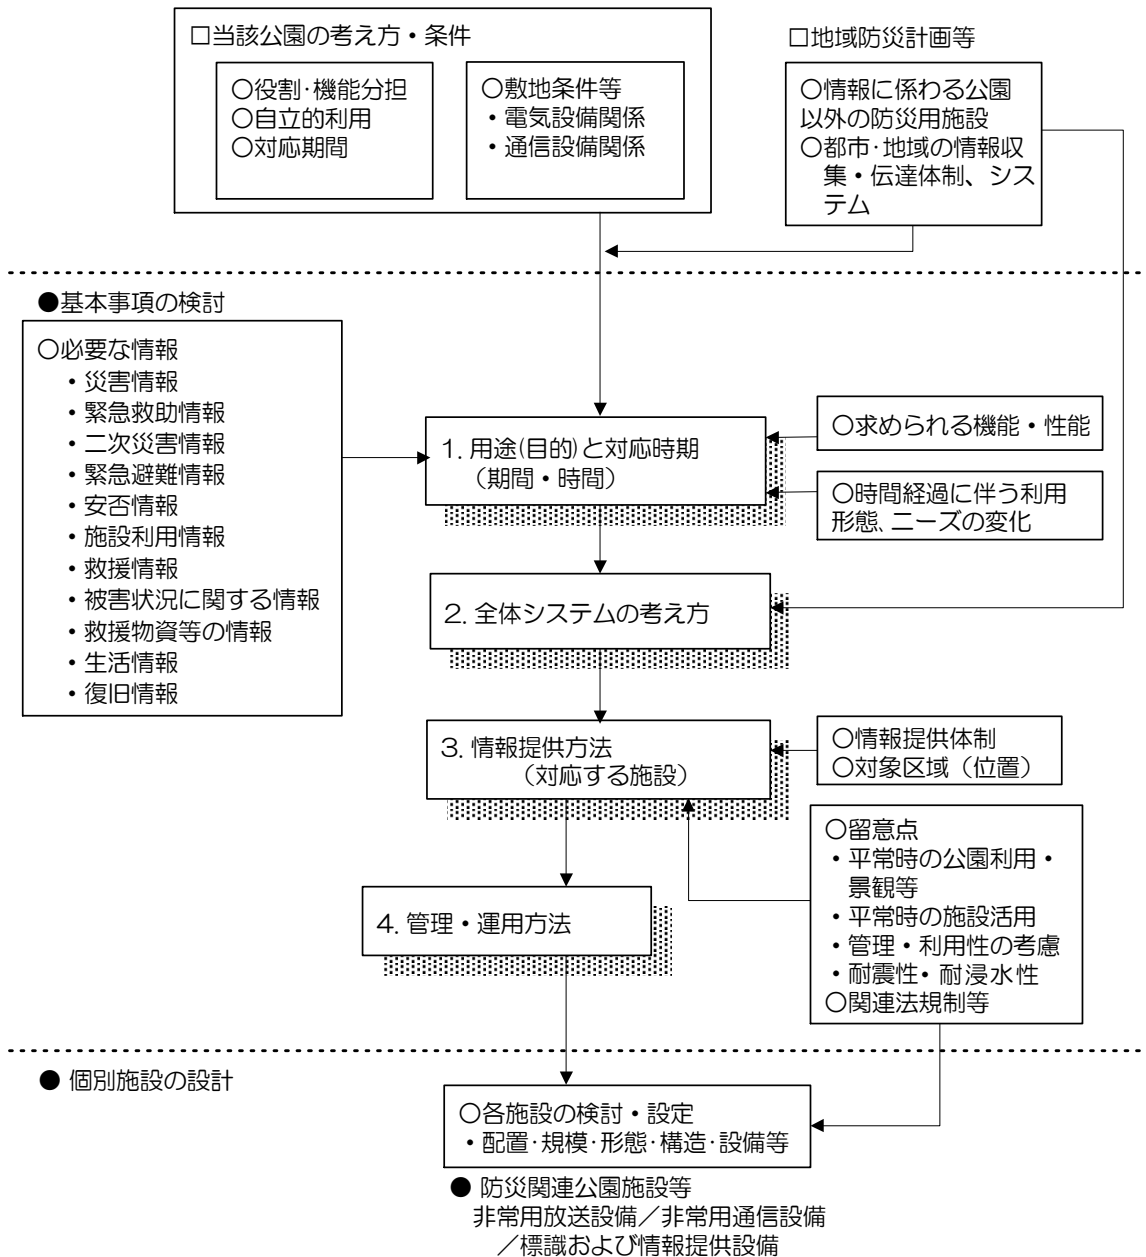 □当該公園の考え方・条件
○役割･機能分担
○自立的利用
○対応期間
○敷地条件等
・電気設備関係
・通信設備関係
□地域防災計画等
○情報に係わる公園
以外の防災用施設
○都市･地域の情報収
集・伝達体制、シス
テム
●基本事項の検討
○必要な情報
・災害情報
・緊急救助情報
・二次災害情報
・緊急避難情報
・安否情報
・施設利用情報
・救援情報
・被害状況に関する情報
・救援物資等の情報
・生活情報
・復旧情報
1. 用途(目的)と対応時期
（期間・時間）
○求められる機能・性能
○時間経過に伴う利用
形態、ニーズの変化
2. 全体システムの考え方
3. 情報提供方法
（対応する施設）
○情報提供体制
○対象区域（位置）
○留意点
・平常時の公園利用・
景観等
・平常時の施設活用
・管理・利用性の考慮
・耐震性・耐浸水性
○関連法規制等
4. 管理・運用方法
● 個別施設の設計
○各施設の検討・設定
・配置･規模･形態･構造･設備等
● 防災関連公園施設等
非常用放送設備／非常用通信設備
／標識および情報提供設備